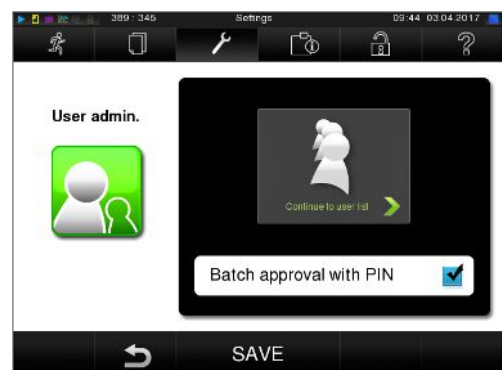 389 : 345 Settings 09:44 03.04.2017
User admin.
Continue to user list
Batch approval with PIN
SAVE